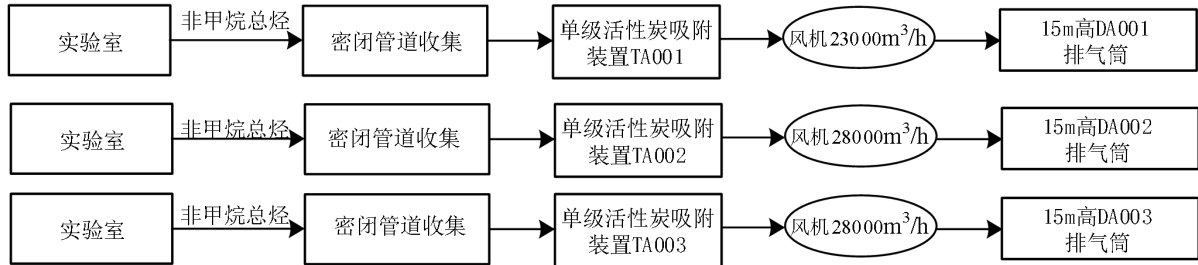 实验室
非甲烷总烃
密闭管道收集
单级活性炭吸附
装置TA001
风机23000m³/h
15m高DA001
排气筒
实验室
非甲烷总烃
密闭管道收集
单级活性炭吸附
装置TA002
风机28000m³/h
15m高DA002
排气筒
实验室
非甲烷总烃
密闭管道收集
单级活性炭吸附
装置TA003
风机28000m³/h
15m高DA003
排气筒